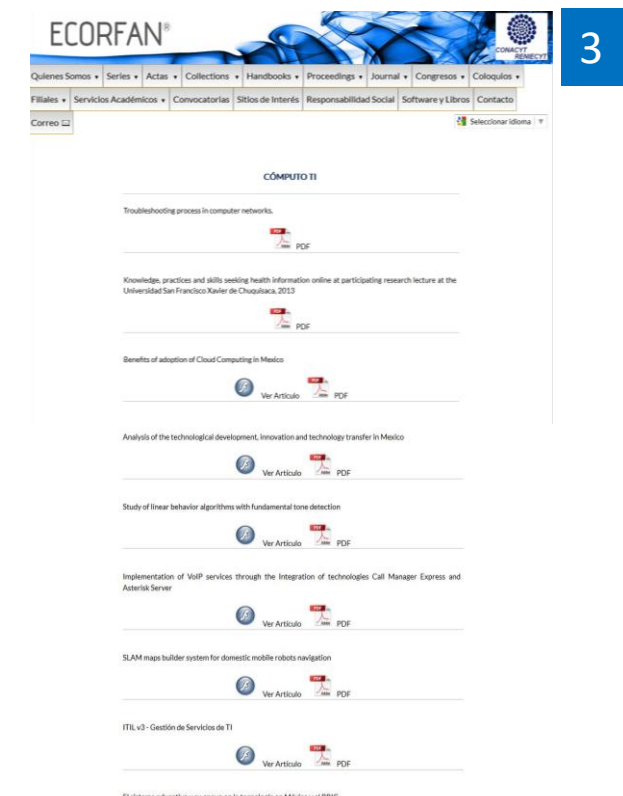 ECORFAN®
CONACYT
RENIECYT
3
Quienes Somos Series Actas Collections Handbooks Proceedings Journal Congresos Coloquios
Filiales Servicios Académicos Convocatorias Sitios de Interés Responsabilidad Social Software y Libros Contacto
Correo
Seleccionar idioma
CÓMPUTO TI
Troubleshooting process in computer networks.
PDF
Knowledge, practices and skills seeking health information online at participating research lecture at the
Universidad San Francisco Xavier de Chuquisaca, 2013
PDF
Benefits of adoption of Cloud Computing in Mexico
Ver Artículo PDF
Analysis of the technological development, innovation and technology transfer in Mexico
Ver Artículo PDF
Study of linear behavior algorithms with fundamental tone detection
Ver Artículo PDF
Implementation of VoIP services through the Integration of technologies Call Manager Express and
Asterisk Server
Ver Artículo PDF
SLAM maps builder system for domestic mobile robots navigation
Ver Artículo PDF
ITIL v3 - Gestión de Servicios de TI
Ver Artículo PDF